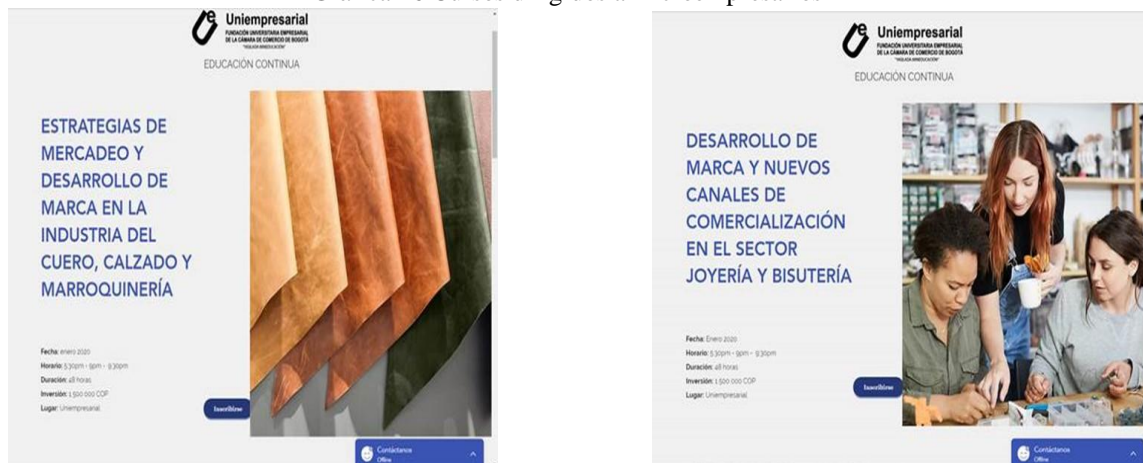 Uniempresarial
FUNDACIÓN UNIVERSITARIA EMPRESARIAL
DE LA CÁMARA DE COMERCIO DE BOGOTÁ
EDUCACIÓN CONTINUA
ESTRATEGIAS DE
MERCADEO Y
DESARROLLO DE
MARCA EN LA
INDUSTRIA DEL
CUERO, CALZADO Y
MARROQUINERÍA
Fecha: enero 2020
Horario: 5:30pm - 9pm - 9:30pm
Duración: 48 horas
Inversión: 1.500.000 COP
Lugar: Uniempresarial
Inscribirse
Contáctanos
Offline
Uniempresarial
FUNDACIÓN UNIVERSITARIA EMPRESARIAL
DE LA CÁMARA DE COMERCIO DE BOGOTÁ
EDUCACIÓN CONTINUA
DESARROLLO DE
MARCA Y NUEVOS
CANALES DE
COMERCIALIZACIÓN
EN EL SECTOR
JOYERÍA Y BISUTERÍA
Fecha: Enero 2020
Horario: 5:30pm - 9pm - 9:30pm
Duración: 48 horas
Inversión: 1.500.000 COP
Lugar: Uniempresarial
Inscribirse
Contáctanos
Offline